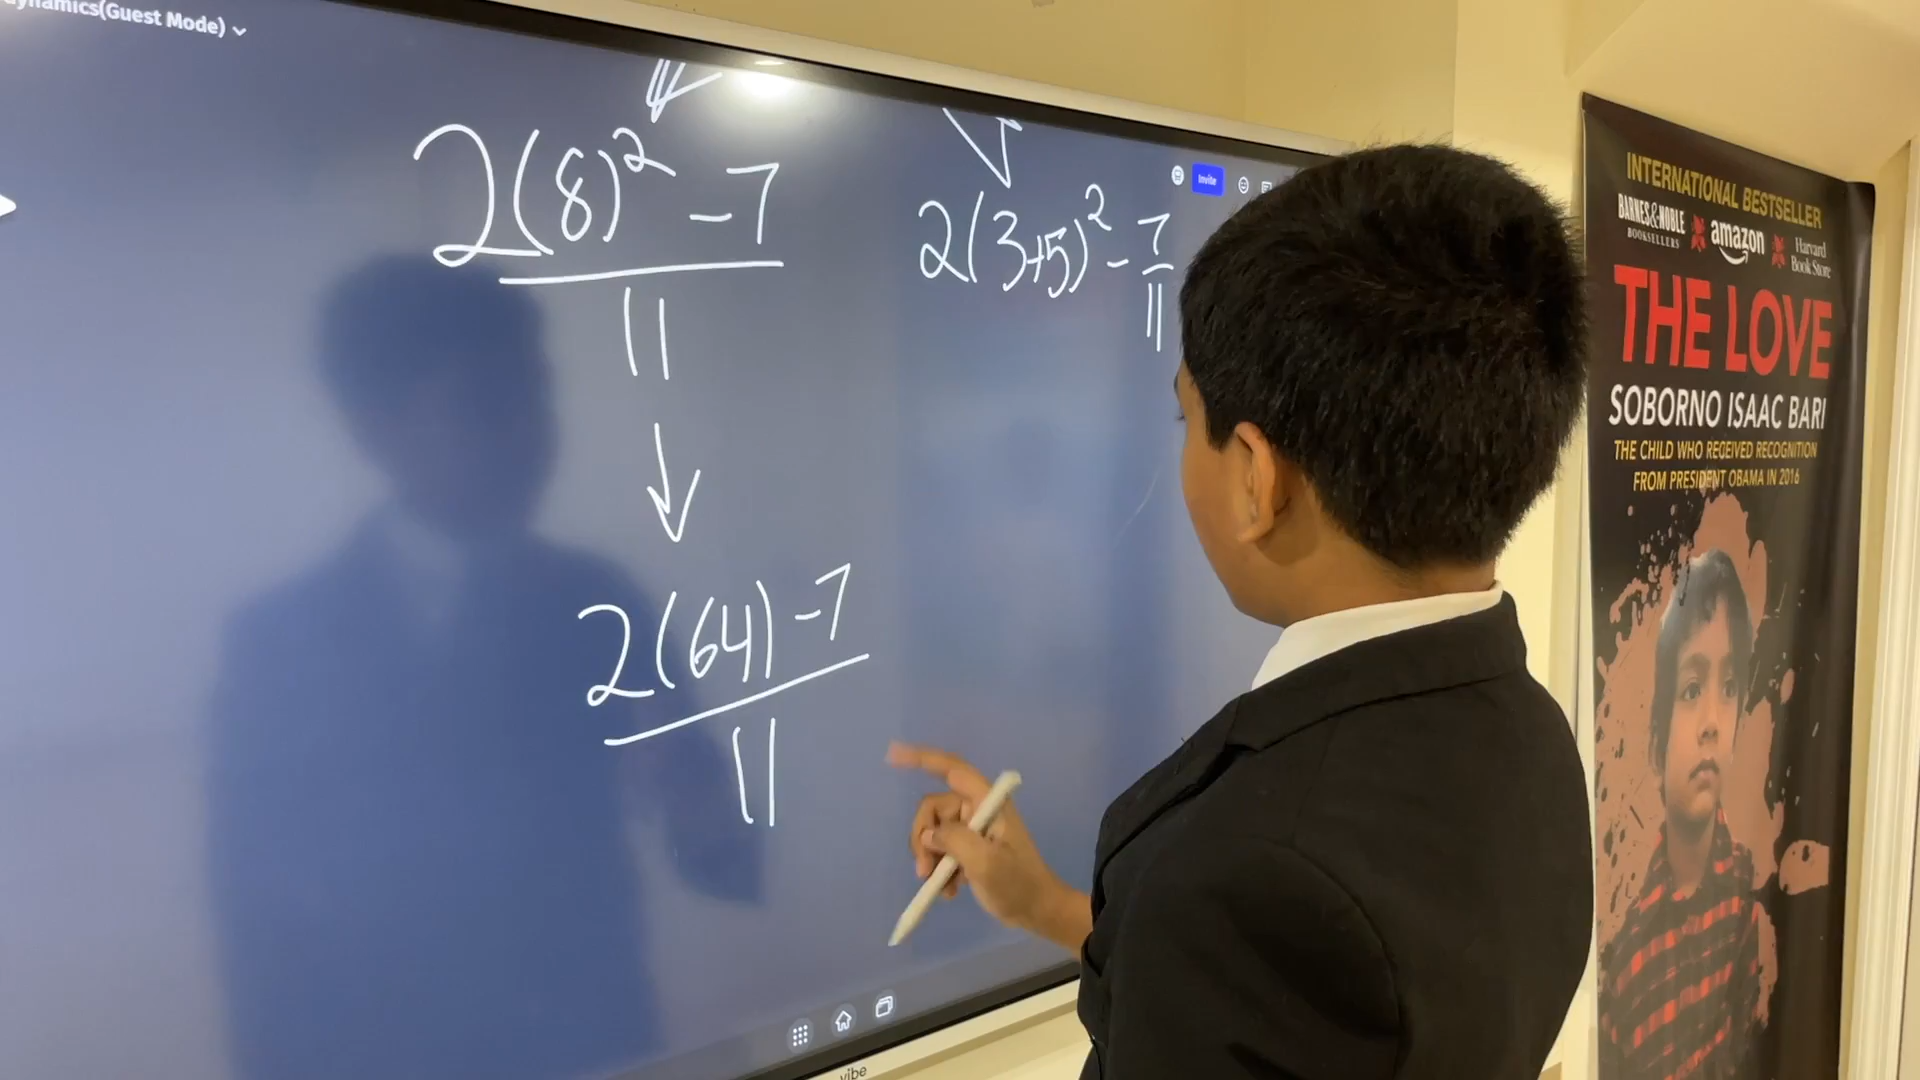 dynamics(Guest Mode)
2(8)² -7
11
2(64) -7
11
2(3+5)² - 7
11
Invite
vibe
INTERNATIONAL BESTSELLER
BARNES&NOBLE
BOOKSELLERS
amazon
Harvard
Book Store
THE LOVE
SOBORNO ISAAC BARI
THE CHILD WHO RECEIVED RECOGNITION
FROM PRESIDENT OBAMA IN 2016